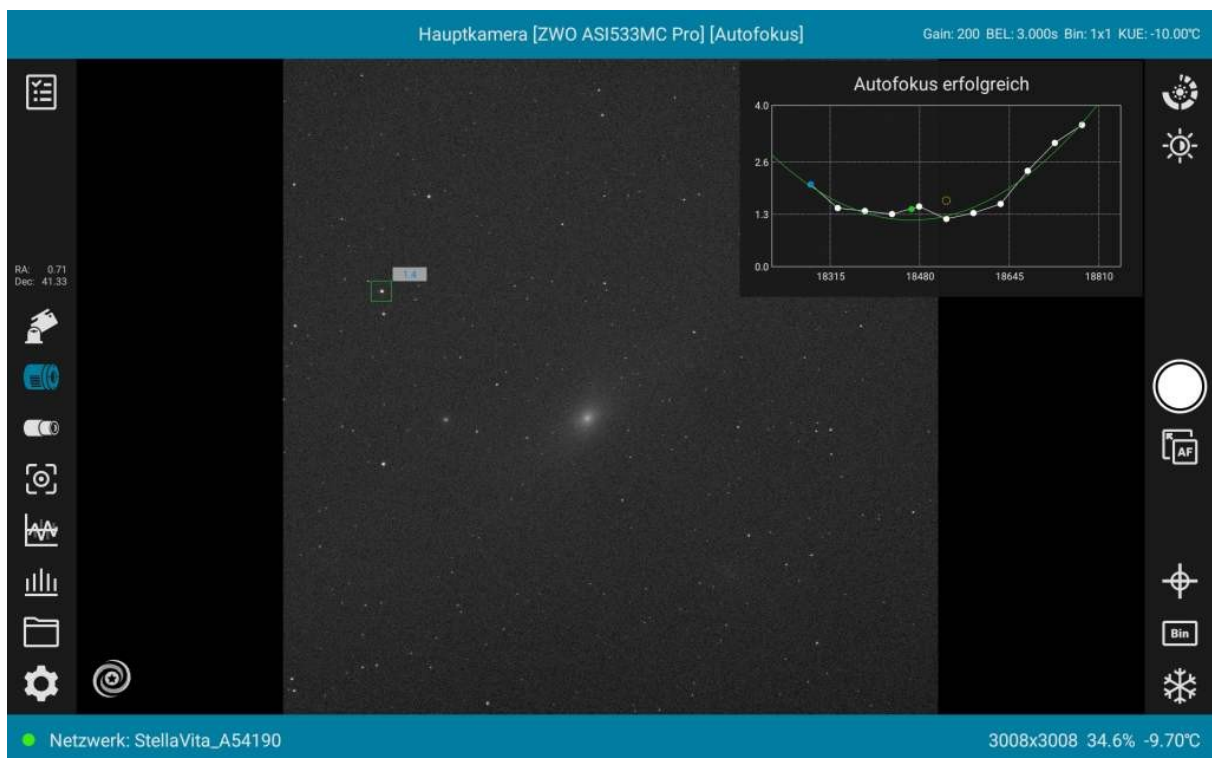 Hauptkamera [ZWO ASI533MC Pro] [Autofokus]
Gain: 200 BEL: 3.000s Bin: 1x1 KUE: -10.00℃
Autofokus erfolgreich
4.0
2.6
1.3
0.0
18315 18480 18645 18810
RA: 0.71
Dec: 41.33
1.4
AF
Bin
Netzwerk: StellaVita_A54190
3008x3008 34.6% -9.70℃